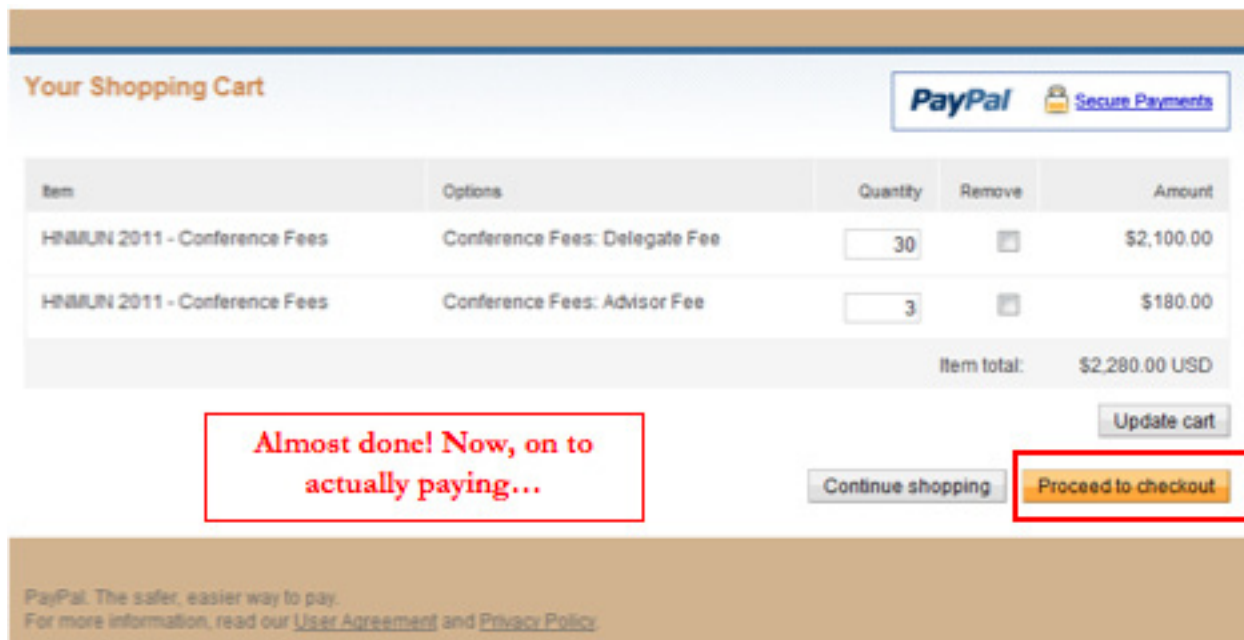 Your Shopping Cart
PayPal Secure Payments
Item Options Quantity Remove Amount
HNMUN 2011 - Conference Fees Conference Fees: Delegate Fee 30 $2,100.00
HNMUN 2011 - Conference Fees Conference Fees: Advisor Fee 3 $180.00
Item total: $2,280.00 USD
Update cart
Almost done! Now, on to
actually paying...
Continue shopping Proceed to checkout
PayPal. The safer, easier way to pay.
For more information, read our User Agreement and Privacy Policy.